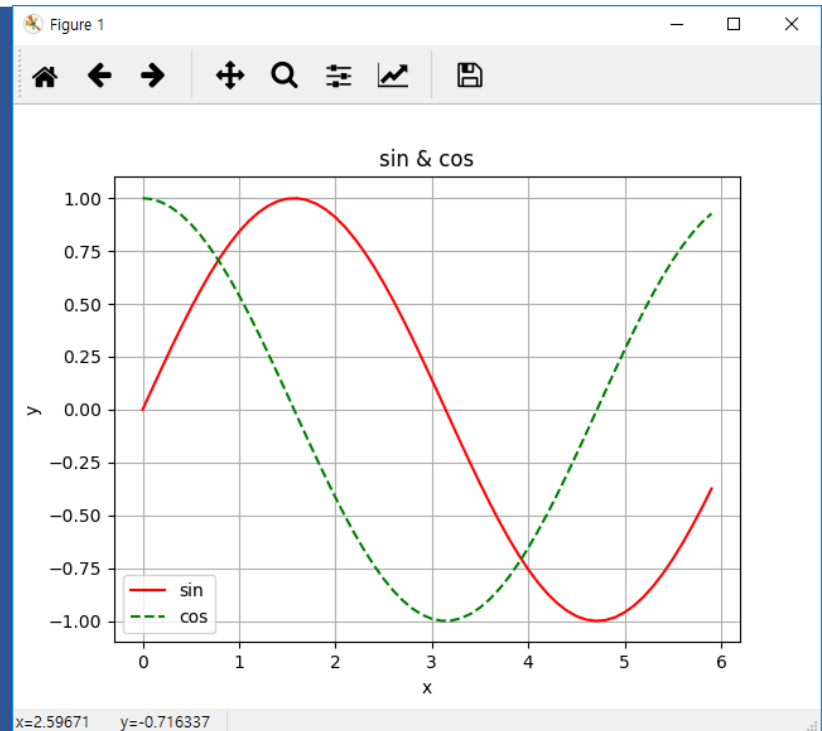 Figure 1
sin & cos
1.00
0.75
0.50
0.25
0.00
−0.25
−0.50
−0.75
−1.00
y
sin
cos
0 1 2 3 4 5 6
x
x=2.59671 y=-0.716337